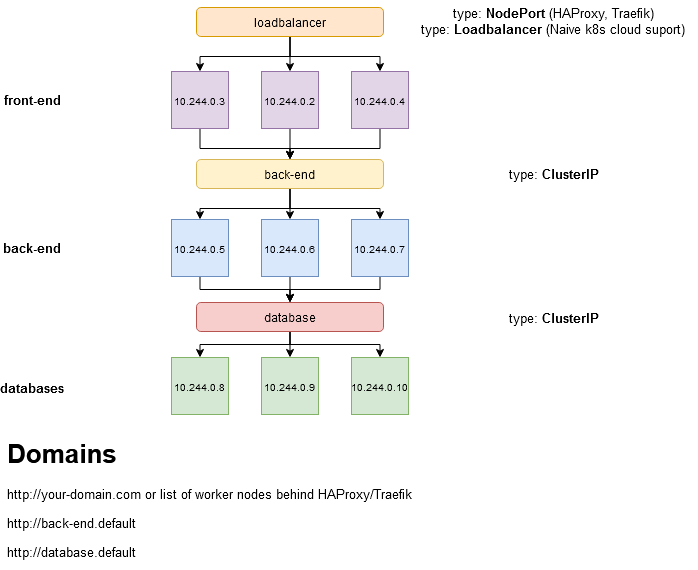 loadbalancer
type: NodePort (HAProxy, Traefik)
type: Loadbalancer (Naive k8s cloud suport)
front-end
10.244.0.3
10.244.0.2
10.244.0.4
back-end
type: ClusterIP
back-end
10.244.0.5
10.244.0.6
10.244.0.7
database
type: ClusterIP
databases
10.244.0.8
10.244.0.9
10.244.0.10
Domains
http://your-domain.com or list of worker nodes behind HAProxy/Traefik
http://back-end.default
http://database.default